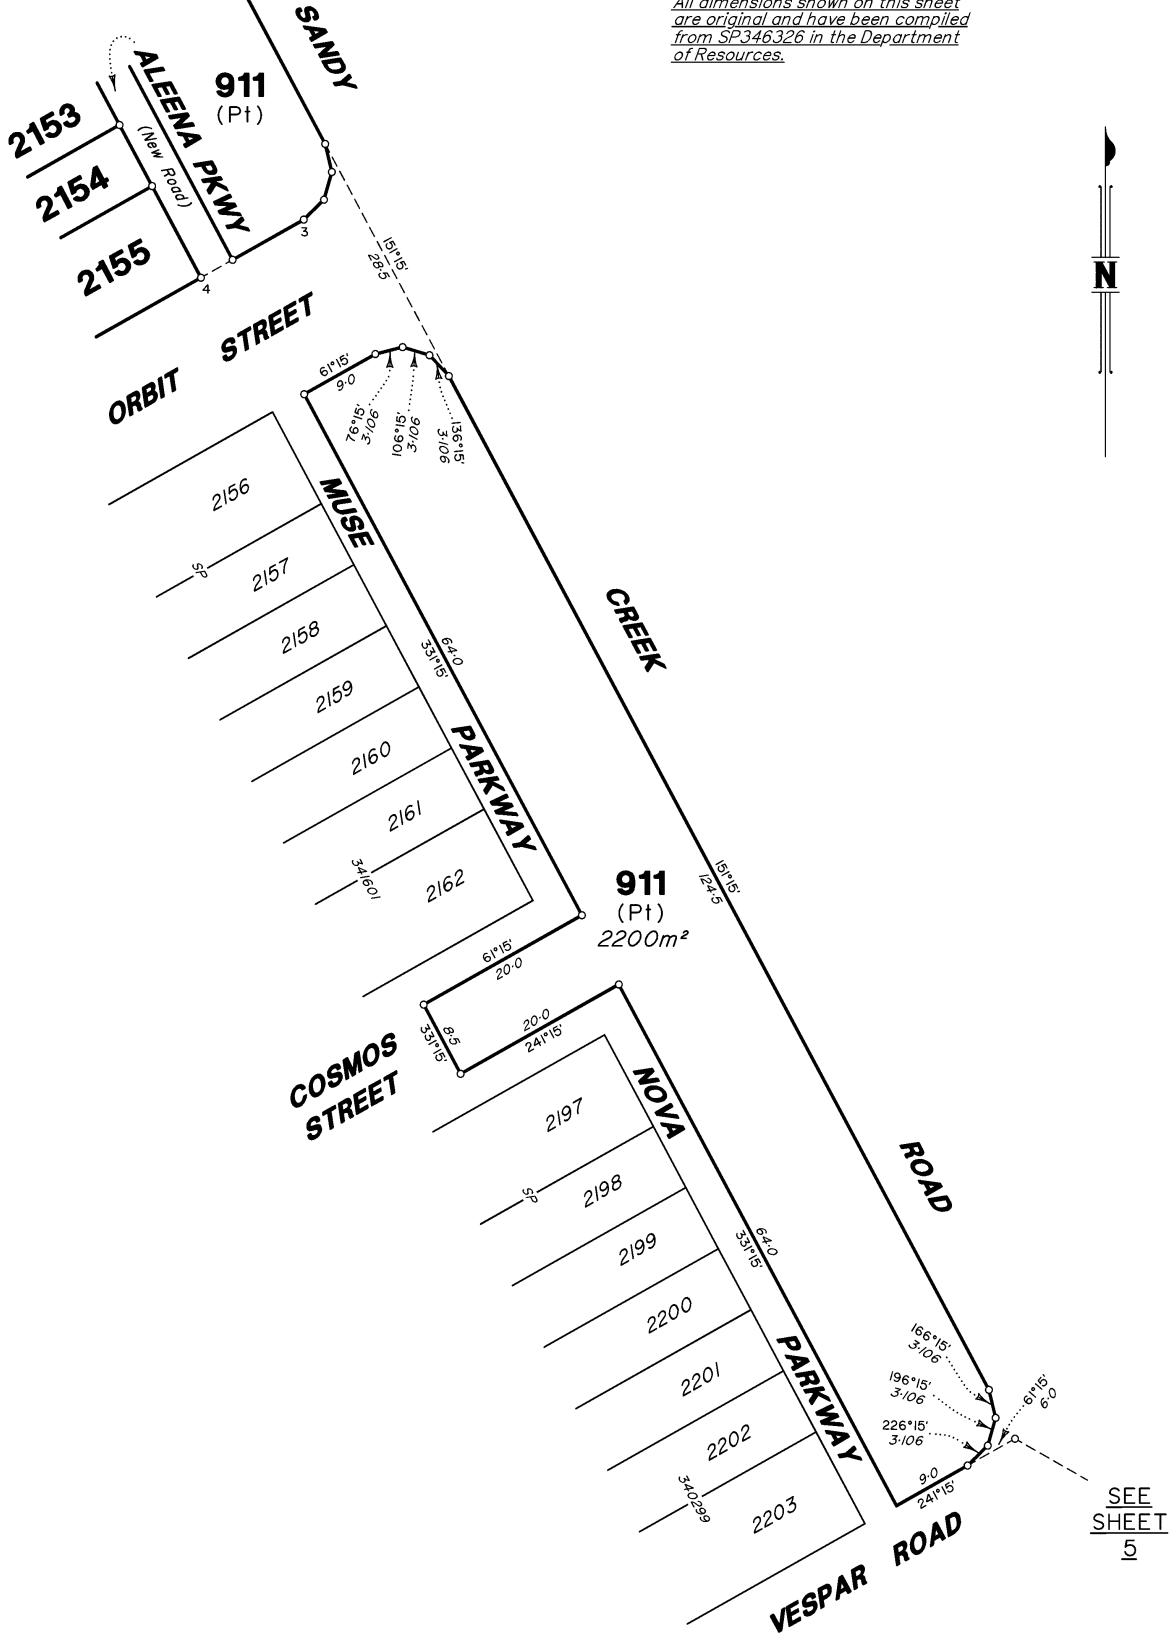 All dimensions shown on this sheet
are original and have been compiled
from SP346326 in the Department
of Resources.
SANDY
ALEENA PKWY
(New Road)
911
(Pt)
2153
2154
2155
3
4
151°15'
28·5
N
ORBIT STREET
61°15'
9·0
76°15'
3·106
106°15'
3·106
136°15'
3·106
2156
MUSE
SP
2157
2158
CREEK
64·0
331°15'
2159
2160
PARKWAY
2161
341601
2162
151°15'
124·5
911
(Pt)
2200m²
61°15'
20·0
8·5
331°15'
20·0
241°15'
COSMOS
STREET
NOVA
2197
SP
2198
ROAD
2199
64·0
331°15'
2200
PARKWAY
2201
2202
340299
2203
166°15'
3·106
196°15'
3·106
226°15'
3·106
61°15'
6·0
9·0
241°15'
SEE
SHEET
5
VESPAR ROAD